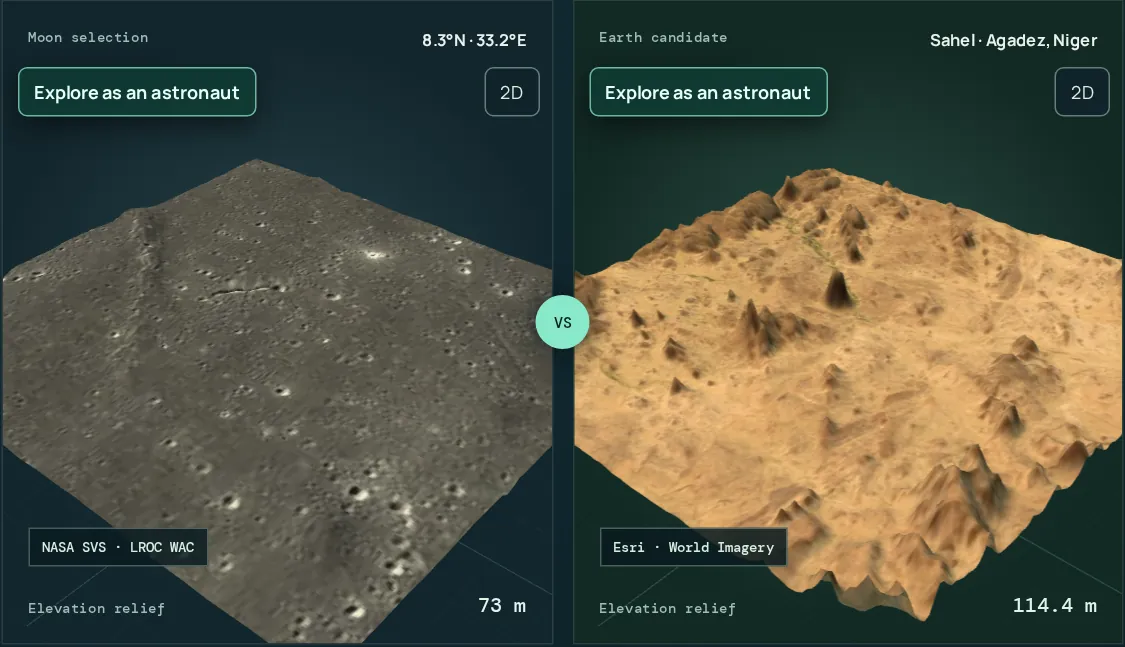 Moon selection
8.3°N · 33.2°E
Explore as an astronaut
2D
NASA SVS · LROC WAC
Elevation relief
73 m
VS
Earth candidate
Sahel · Agadez, Niger
Explore as an astronaut
2D
Esri · World Imagery
Elevation relief
114.4 m